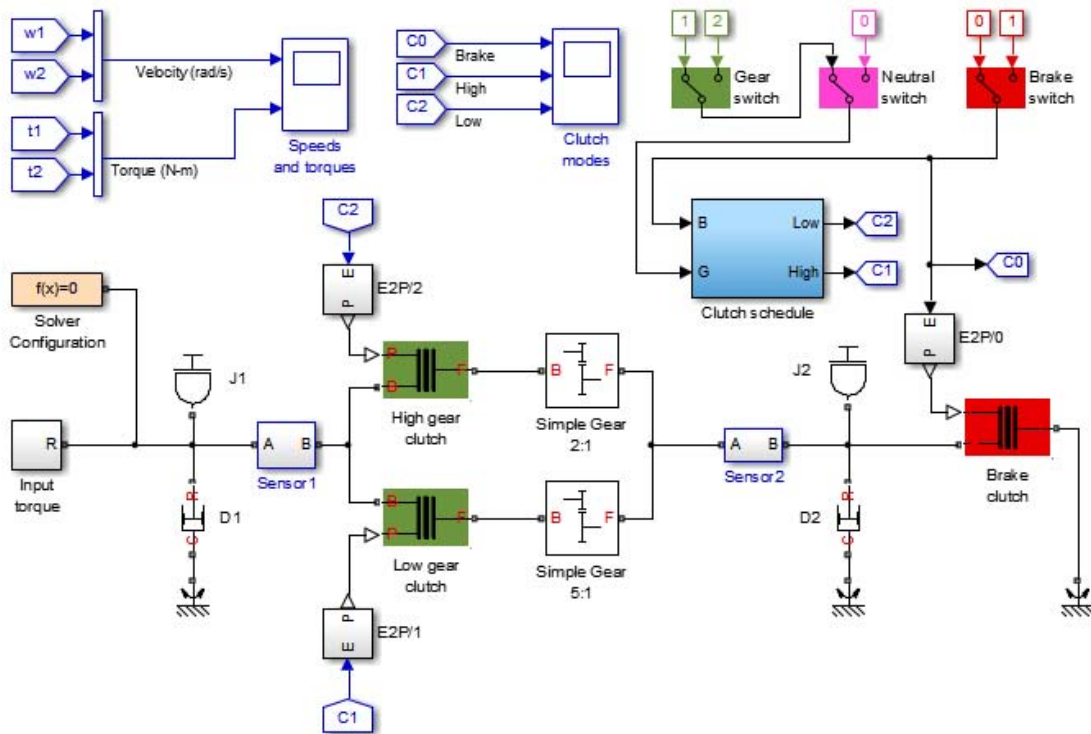 w1
w2
Velocity (rad/s)
t1
t2
Torque (N-m)
Speeds
and torques
C0
Brake
C1
High
C2
Low
Clutch
modes
1
2
Gear
switch
0
Neutral
switch
0
1
Brake
switch
B
G
Low
High
Clutch schedule
C2
C1
C0
C2
E
P
E2P/2
E
P
E2P/0
f(x)=0
Solver
Configuration
J1
R
Input
torque
D1
R
C
A
B
Sensor1
P
B
F
High gear
clutch
B
F
Simple Gear
2:1
B
P
F
Low gear
clutch
B
F
Simple Gear
5:1
A
B
Sensor2
J2
D2
R
C
Brake
clutch
P
E
E2P/1
C1